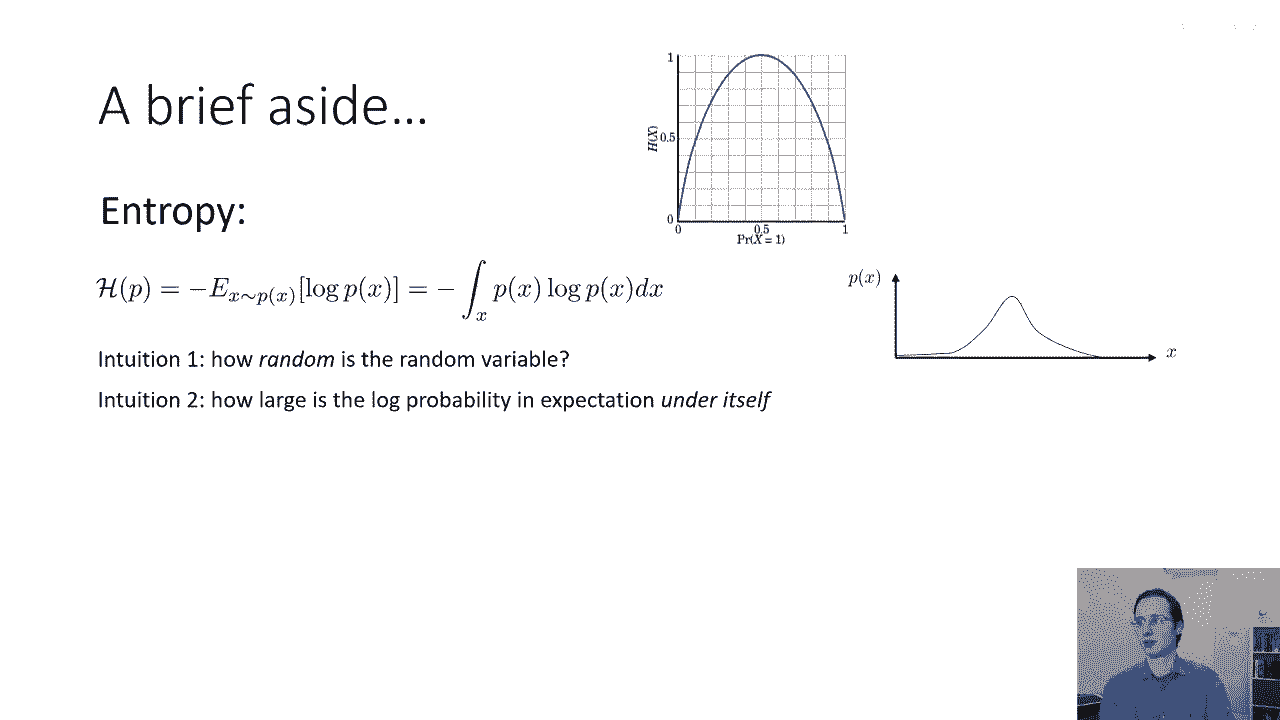 A brief aside...
1
H(X)
0.5
0
0
0.5
1
Pr(X = 1)
Entropy:
$\mathcal{H}(p) = -E_{x \sim p(x)}[\log p(x)] = -\int_x p(x) \log p(x) dx$
p(x)
x
Intuition 1: how random is the random variable?
Intuition 2: how large is the log probability in expectation under itself